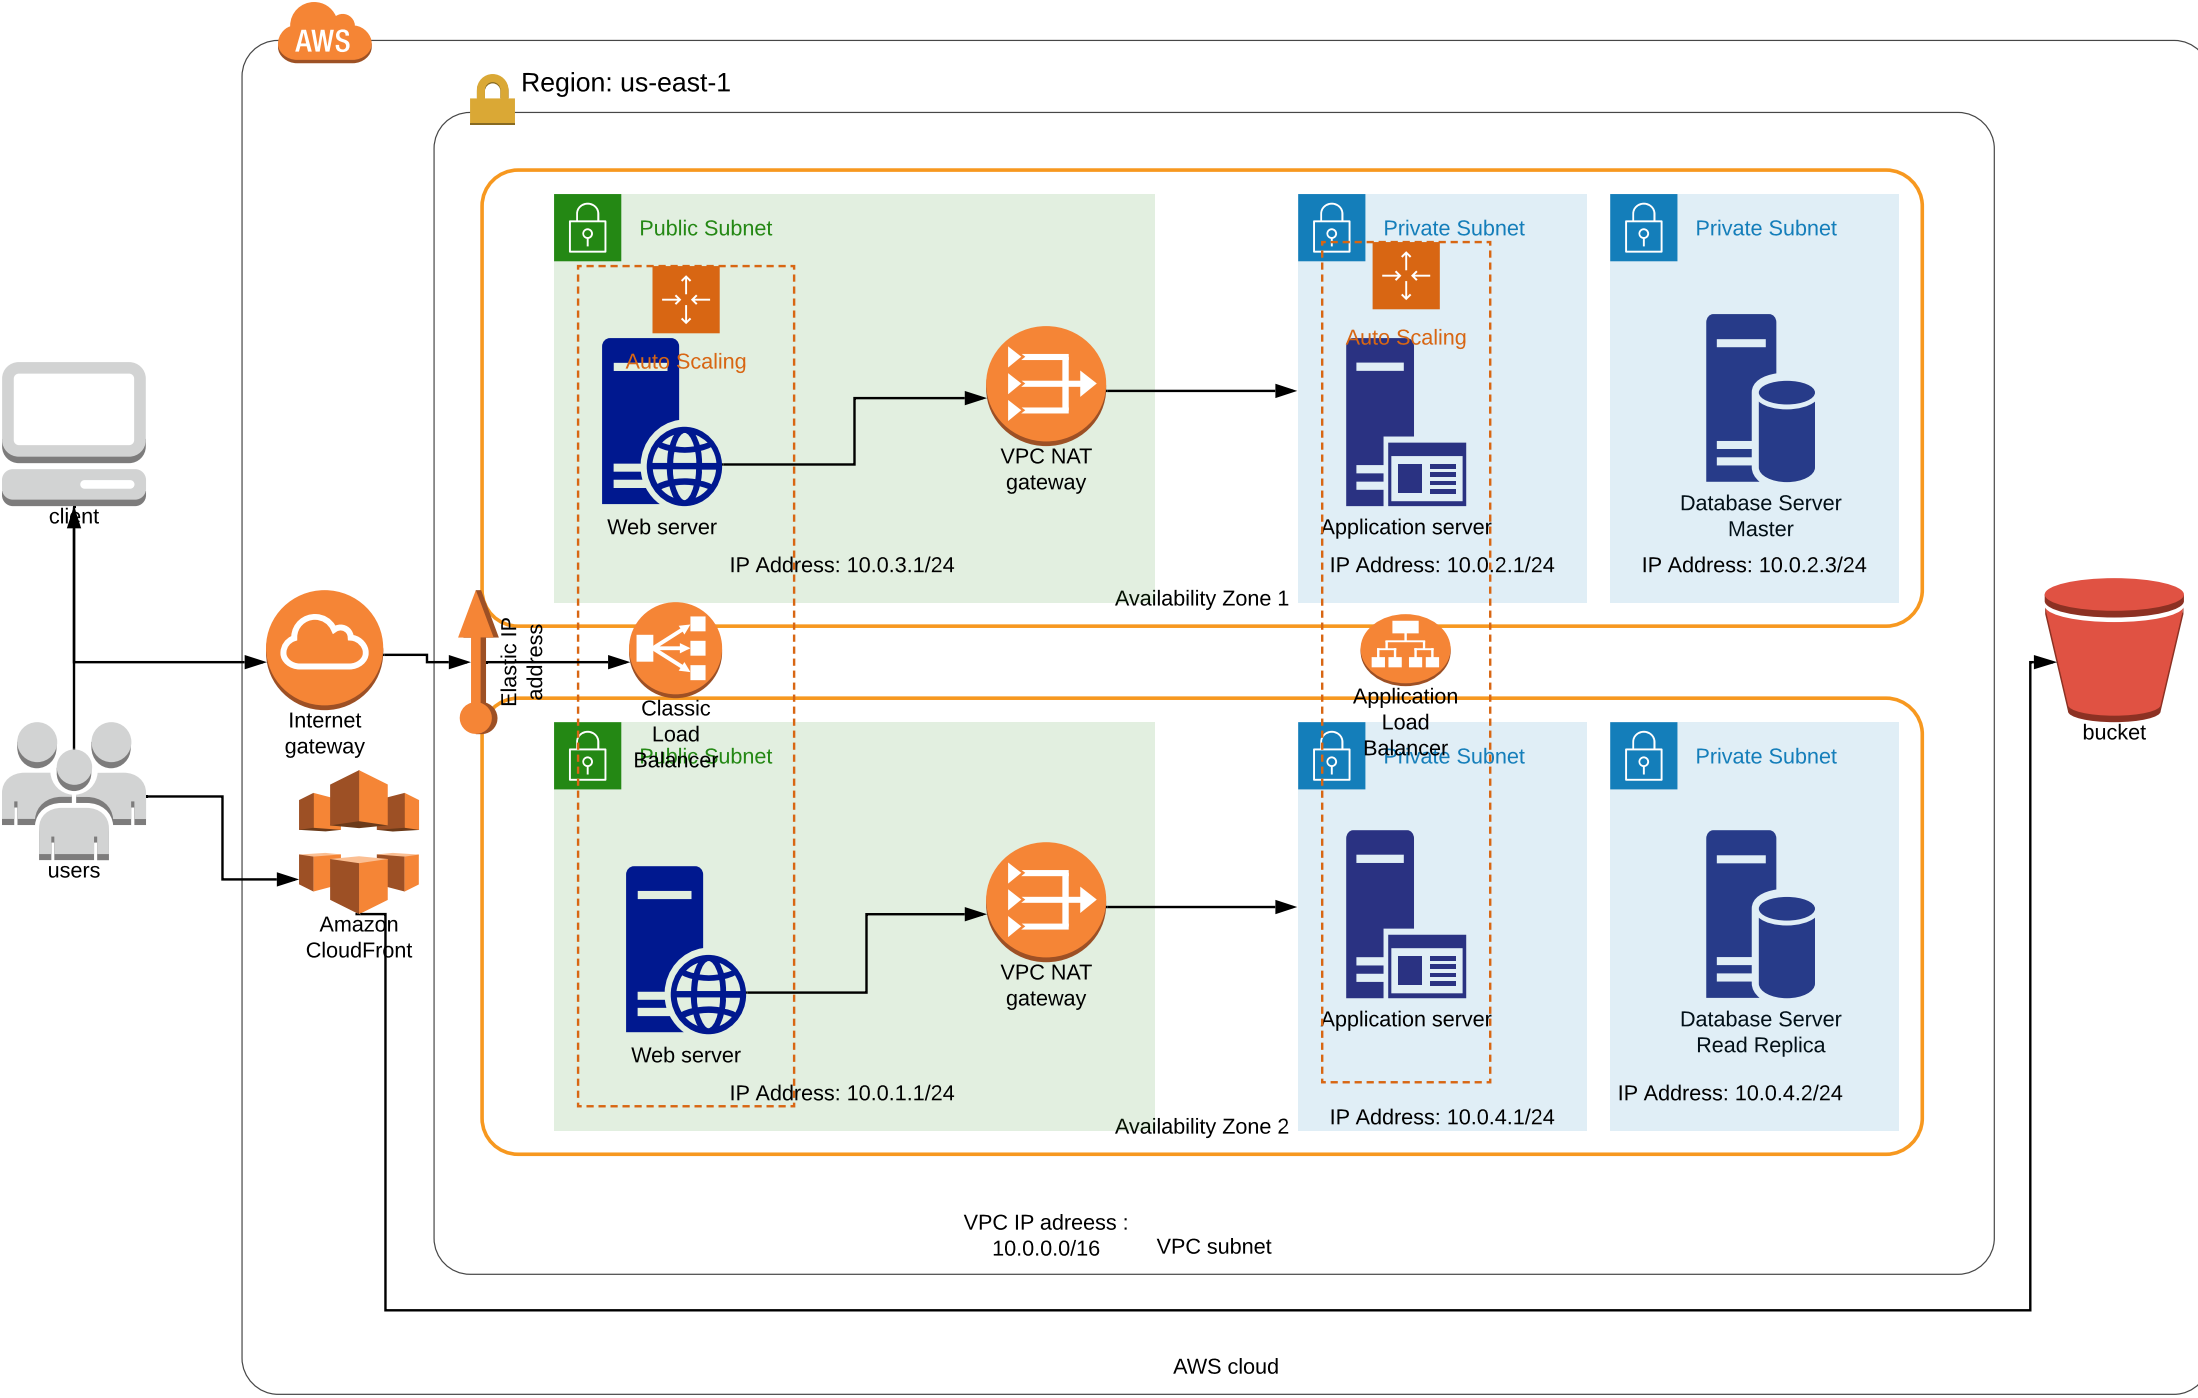 AWS
Region: us-east-1
Public Subnet
Private Subnet
Private Subnet
Auto Scaling
Auto Scaling
VPC NAT
gateway
Web server
Application server
Database Server
Master
IP Address: 10.0.3.1/24
IP Address: 10.0.2.1/24
IP Address: 10.0.2.3/24
Availability Zone 1
client
Internet
gateway
Elastic IP
address
Classic
Load
Balancer
Application
Load
Balancer
bucket
users
Amazon
CloudFront
Public Subnet
Private Subnet
Private Subnet
VPC NAT
gateway
Web server
Application server
Database Server
Read Replica
IP Address: 10.0.1.1/24
IP Address: 10.0.4.1/24
IP Address: 10.0.4.2/24
Availability Zone 2
VPC IP adreess :
10.0.0.0/16
VPC subnet
AWS cloud